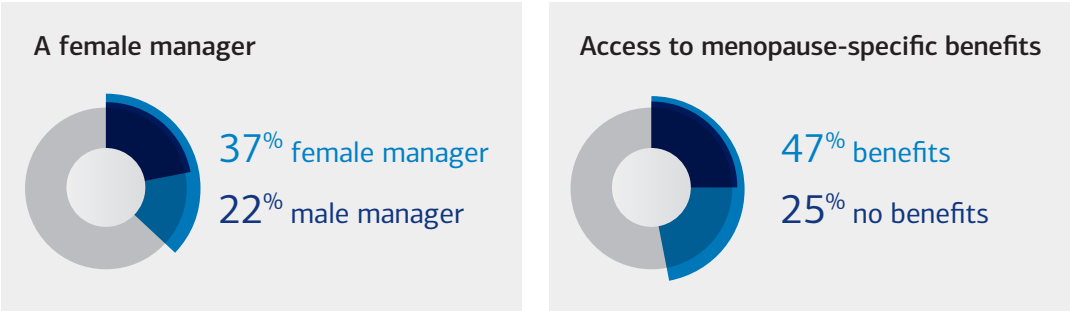 A female manager
37% female manager
22% male manager
Access to menopause-specific benefits
47% benefits
25% no benefits